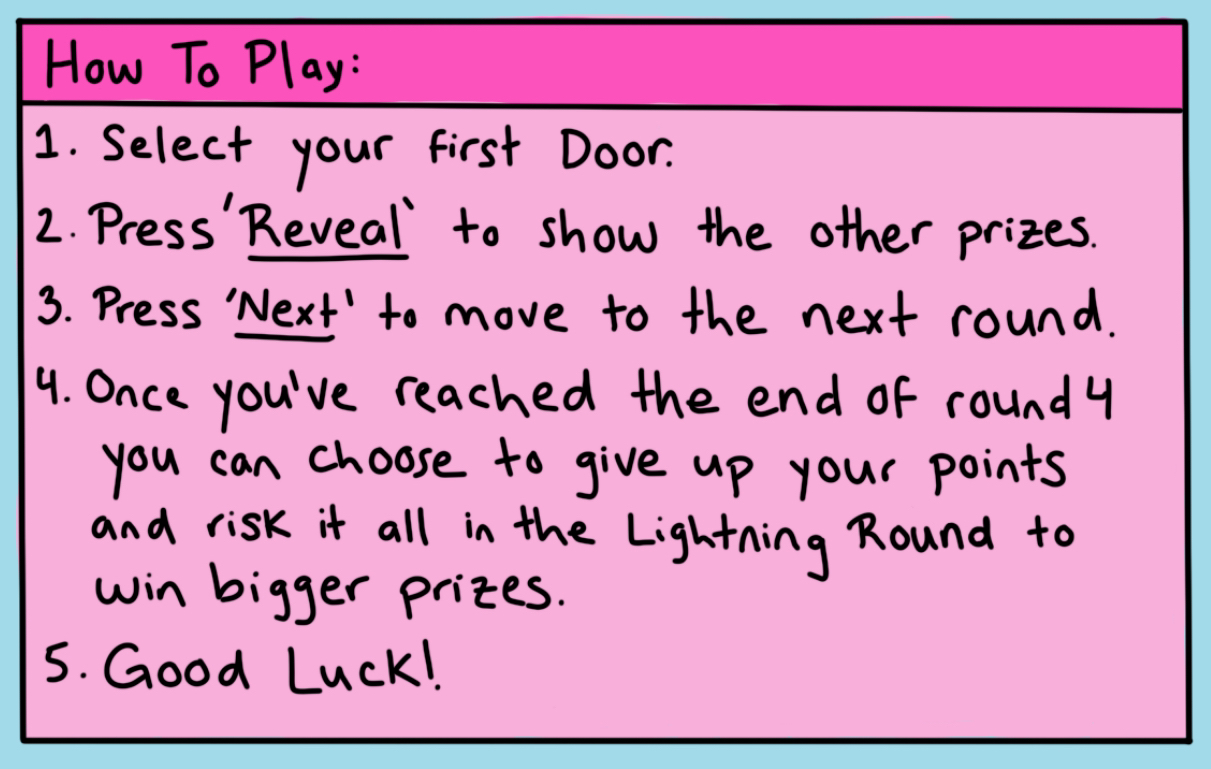 How To Play:
1. Select your first Door.
2. Press 'Reveal' to show the other prizes.
3. Press 'Next' to move to the next round.
4. Once you've reached the end of round 4
you can choose to give up your points
and risk it all in the Lightning Round to
win bigger prizes.
5. Good Luck!